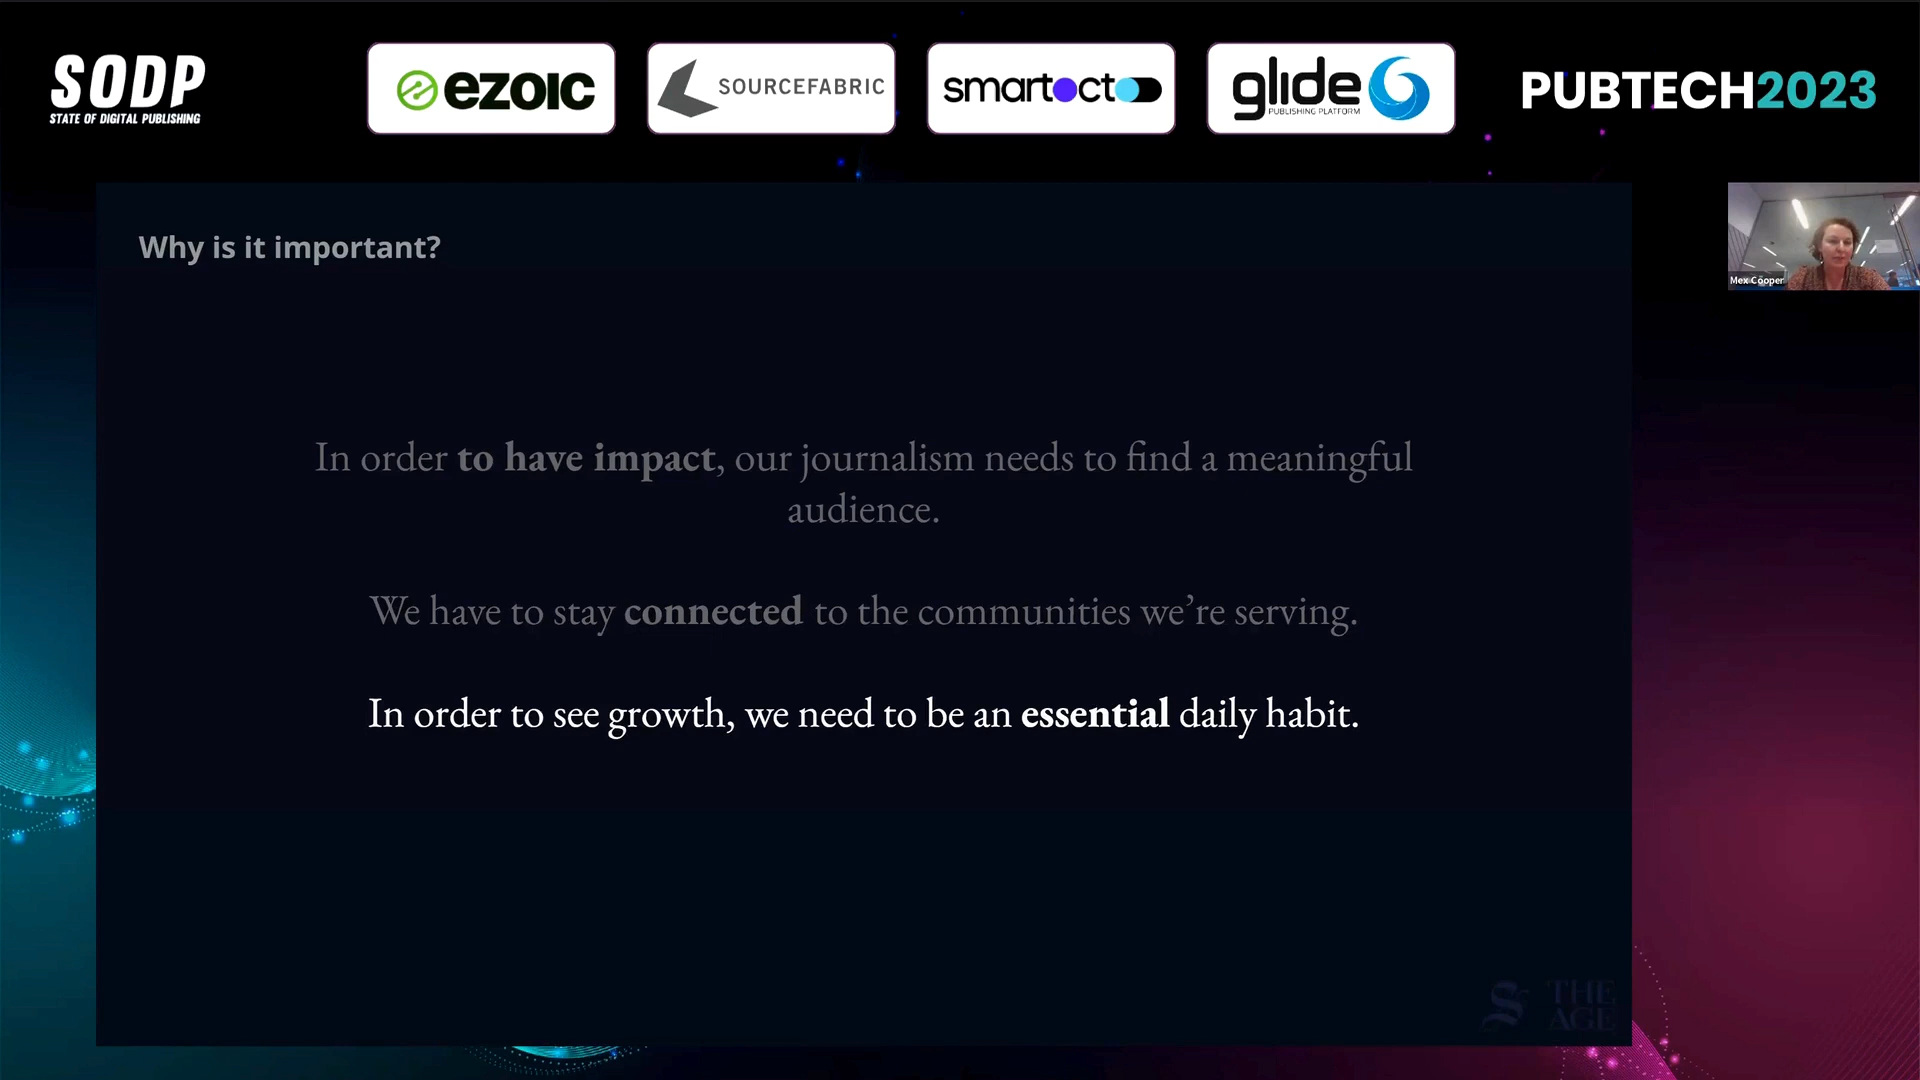 SODP
STATE OF DIGITAL PUBLISHING
ezoic
SOURCEFABRIC
smartocto
glide
PUBLISHING PLATFORM
PUBTECH2023
Mex Cooper
Why is it important?
In order to have impact, our journalism needs to find a meaningful
audience.
We have to stay connected to the communities we’re serving.
In order to see growth, we need to be an essential daily habit.
S
THE
AGE